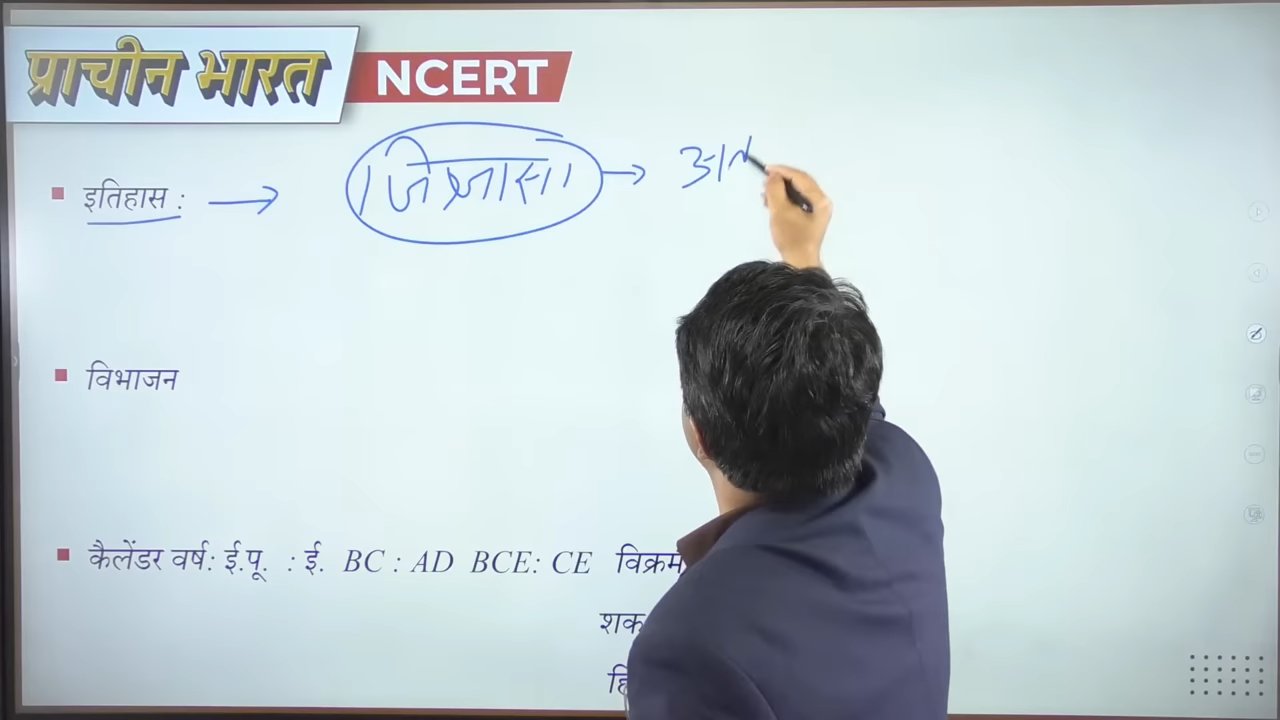 प्राचीन भारत NCERT
इतिहास : → जिज्ञासा →
विभाजन
कैलेंडर वर्ष: ई.पू. : ई. BC : AD BCE: CE विक्रम
शक